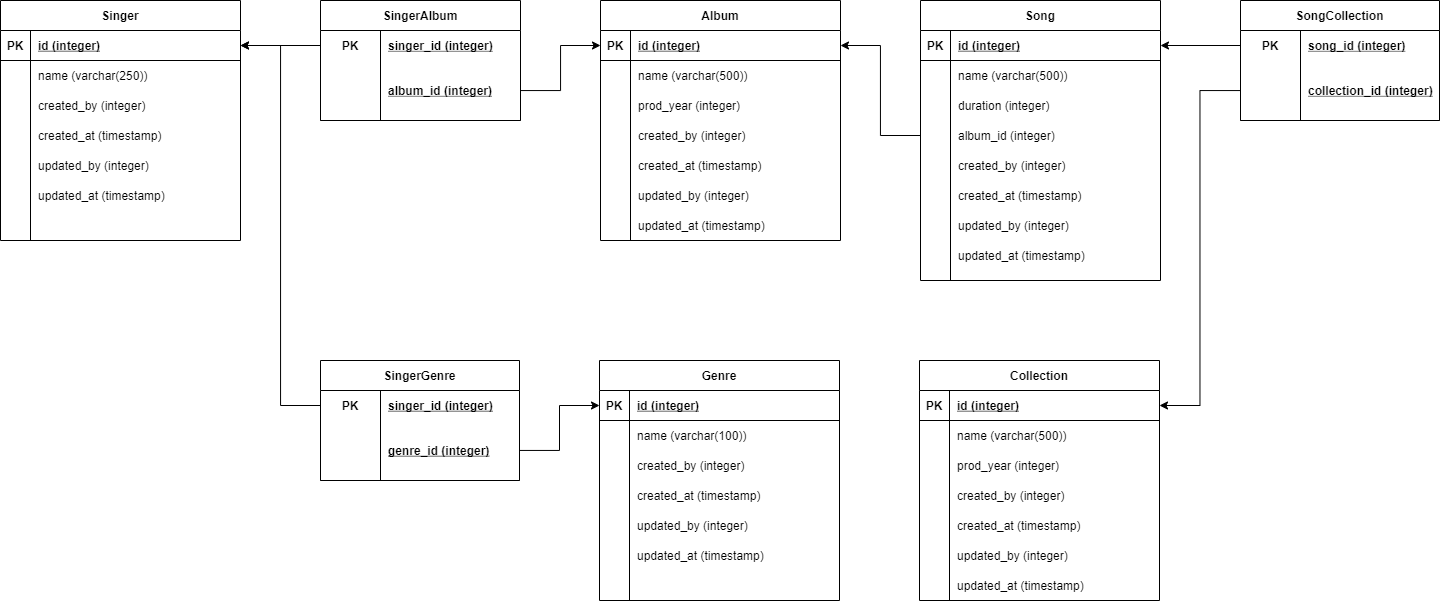 Singer
PK id (integer)
name (varchar(250))
created_by (integer)
created_at (timestamp)
updated_by (integer)
updated_at (timestamp)
SingerAlbum
PK singer_id (integer)
album_id (integer)
Album
PK id (integer)
name (varchar(500))
prod_year (integer)
created_by (integer)
created_at (timestamp)
updated_by (integer)
updated_at (timestamp)
Song
PK id (integer)
name (varchar(500))
duration (integer)
album_id (integer)
created_by (integer)
created_at (timestamp)
updated_by (integer)
updated_at (timestamp)
SongCollection
PK song_id (integer)
collection_id (integer)
SingerGenre
PK singer_id (integer)
genre_id (integer)
Genre
PK id (integer)
name (varchar(100))
created_by (integer)
created_at (timestamp)
updated_by (integer)
updated_at (timestamp)
Collection
PK id (integer)
name (varchar(500))
prod_year (integer)
created_by (integer)
created_at (timestamp)
updated_by (integer)
updated_at (timestamp)